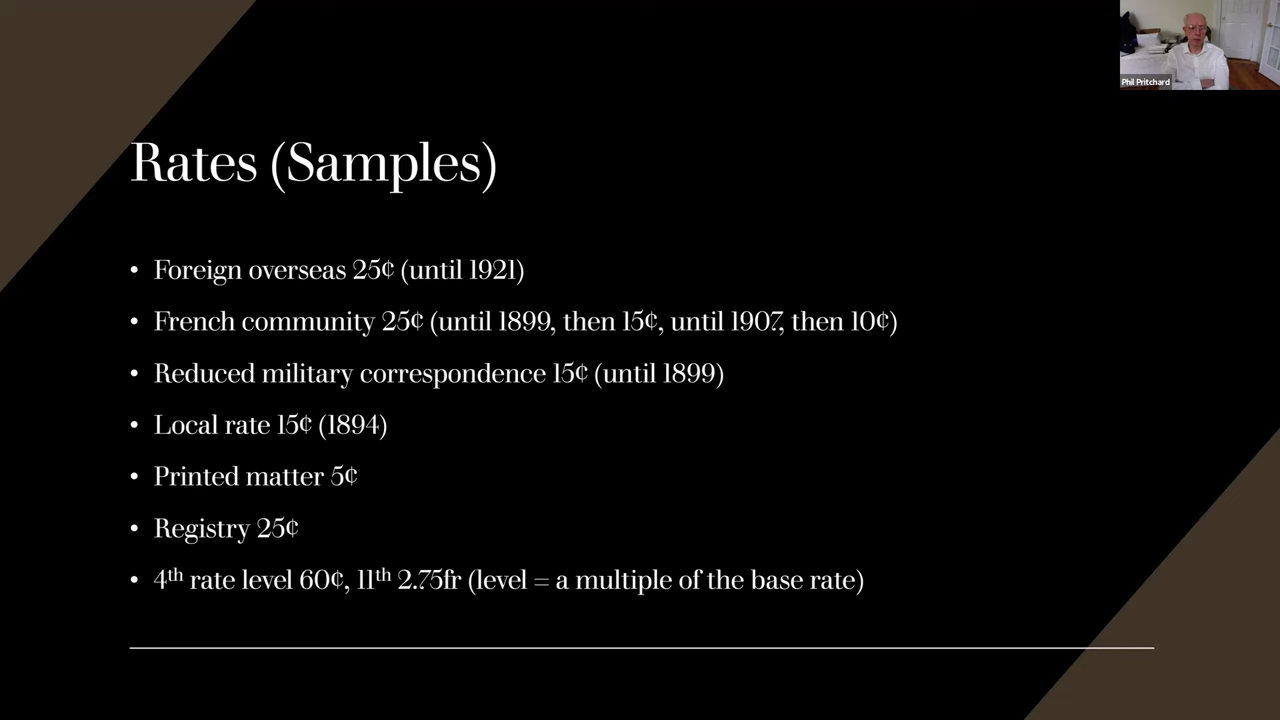 Phil Pritchard
Rates (Samples)
• Foreign overseas 25¢ (until 1921)
• French community 25¢ (until 1899, then 15¢, until 1907, then 10¢)
• Reduced military correspondence 15¢ (until 1899)
• Local rate 15¢ (1894)
• Printed matter 5¢
• Registry 25¢
• 4th rate level 60¢, 11th 2.75fr (level = a multiple of the base rate)